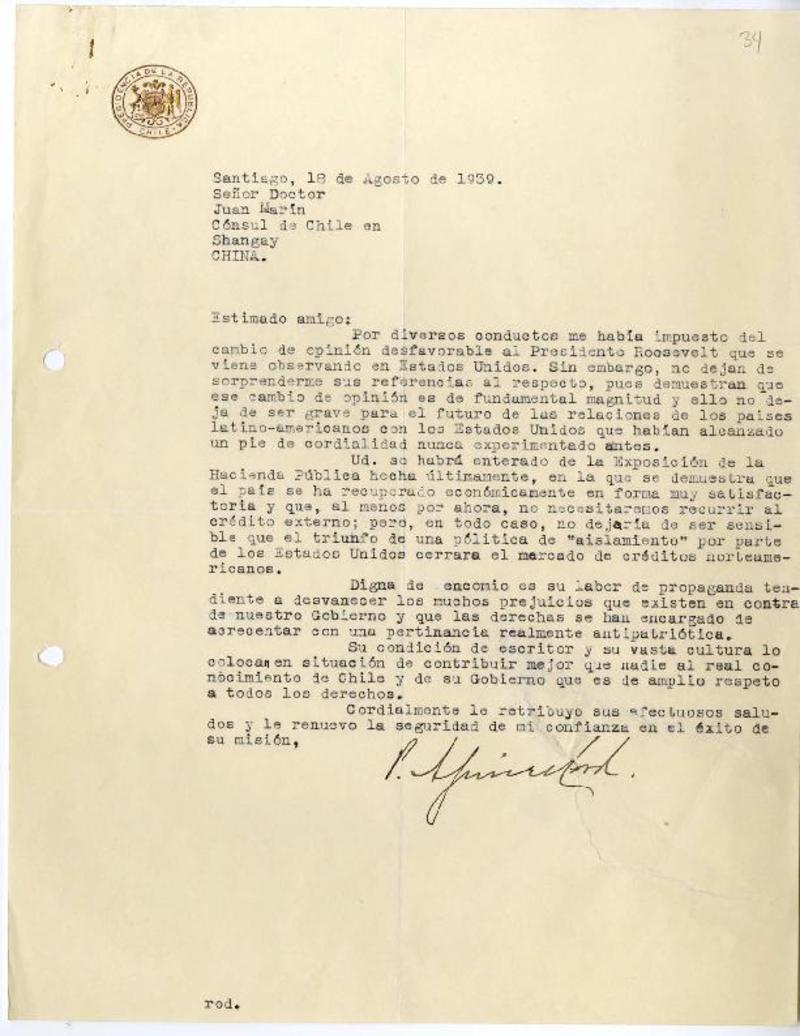 34
PRESIDENCIA DE LA REPUBLICA
CHILE
Santiago, 18 de Agosto de 1939.
Señor Doctor
Juan Marín
Cónsul de Chile en
Shangay
CHINA.
Estimado amigo:
Por diversos conductos me había impuesto del
cambio de opinión desfavorable al Presidente Roosevelt que se
viene observando en Estados Unidos. Sin embargo, no dejan de
sorprenderme sus referencias al respecto, pues demuestran que
ese cambio de opinión es de fundamental magnitud y ello no de-
ja de ser grave para el futuro de las relaciones de los países
latino-americanos con los Estados Unidos que habían alcanzado
un pie de cordialidad nunca experimentado antes.
Ud. se habrá enterado de la Exposición de la
Hacienda Pública hecha últimamente, en la que se demuestra que
el país se ha recuperado económicamente en forma muy satisfac-
toria y que, al menos por ahora, no necesitaremos recurrir al
crédito externo; pero, en todo caso, no dejaría de ser sensi-
ble que el triunfo de una pólitica de "aislamiento" por parte
de los Estados Unidos cerrara el mercado de créditos norteame-
ricanos.
Digna de encomio es su labor de propaganda ten-
diente a desvanecer los muchos prejuicios que existen en contra
de nuestro Gobierno y que las derechas se han encargado de
acrecentar con una pertinancia realmente antipatriótica.
Su condición de escritor y su vasta cultura lo
colocan en situación de contribuir mejor que nadie al real co-
nocimiento de Chile y de su Gobierno que es de amplio respeto
a todos los derechos.
Cordialmente le retribuyo sus afectuosos salu-
dos y le renuevo la seguridad de mi confianza en el éxito de
su misión,
P. Aguirre Cerd.
rod.